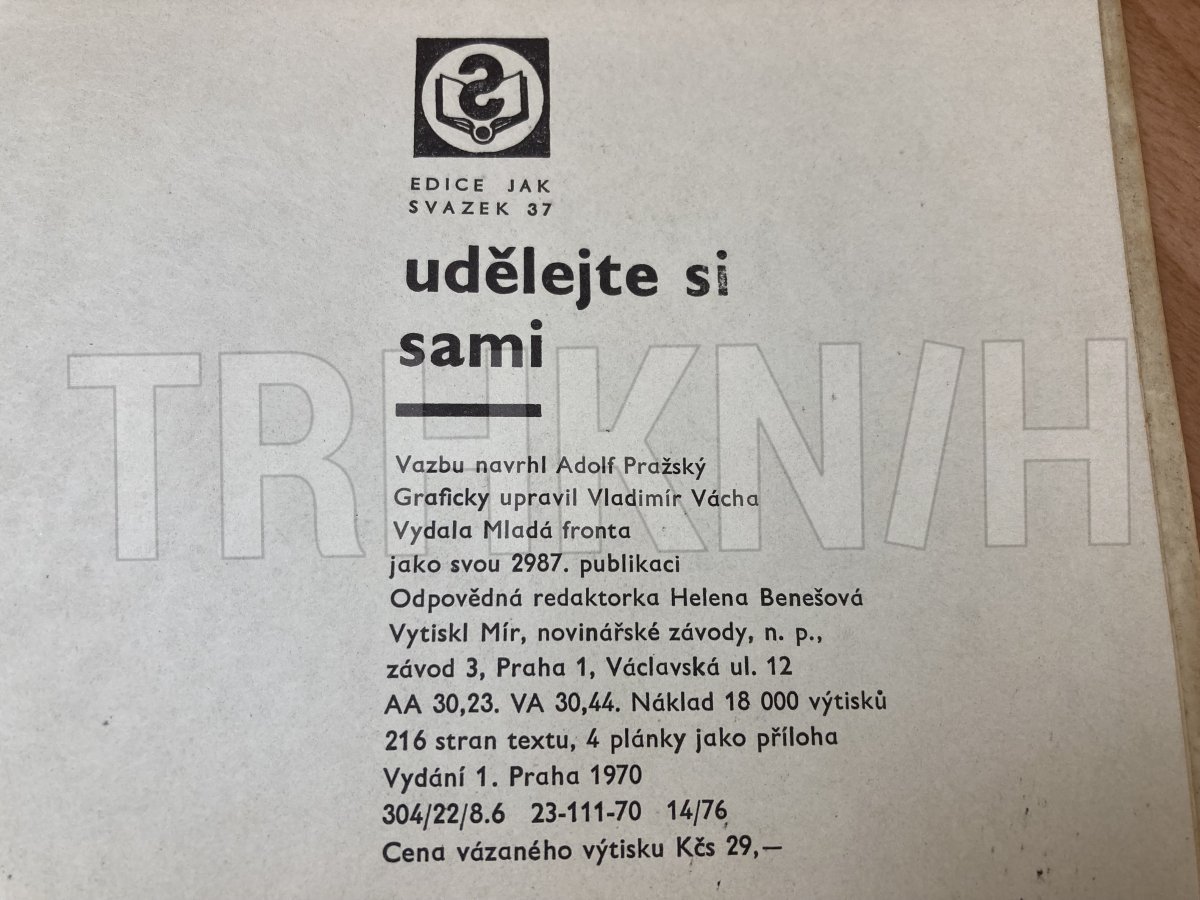 EDICE JAK
SVAZEK 37
udělejte si
sami
Vazbu navrhl Adolf Pražský
Graficky upravil Vladimír Vácha
Vydala Mladá fronta
jako svou 2987. publikaci
Odpovědná redaktorka Helena Benešová
Vytiskl Mír, novinářské závody, n. p.,
závod 3, Praha 1, Václavská ul. 12
AA 30,23. VA 30,44. Náklad 18 000 výtisků
216 stran textu, 4 plánky jako příloha
Vydání 1. Praha 1970
304/22/8.6 23-111-70 14/76
Cena vázaného výtisku Kčs 29,—
TRHKN/H